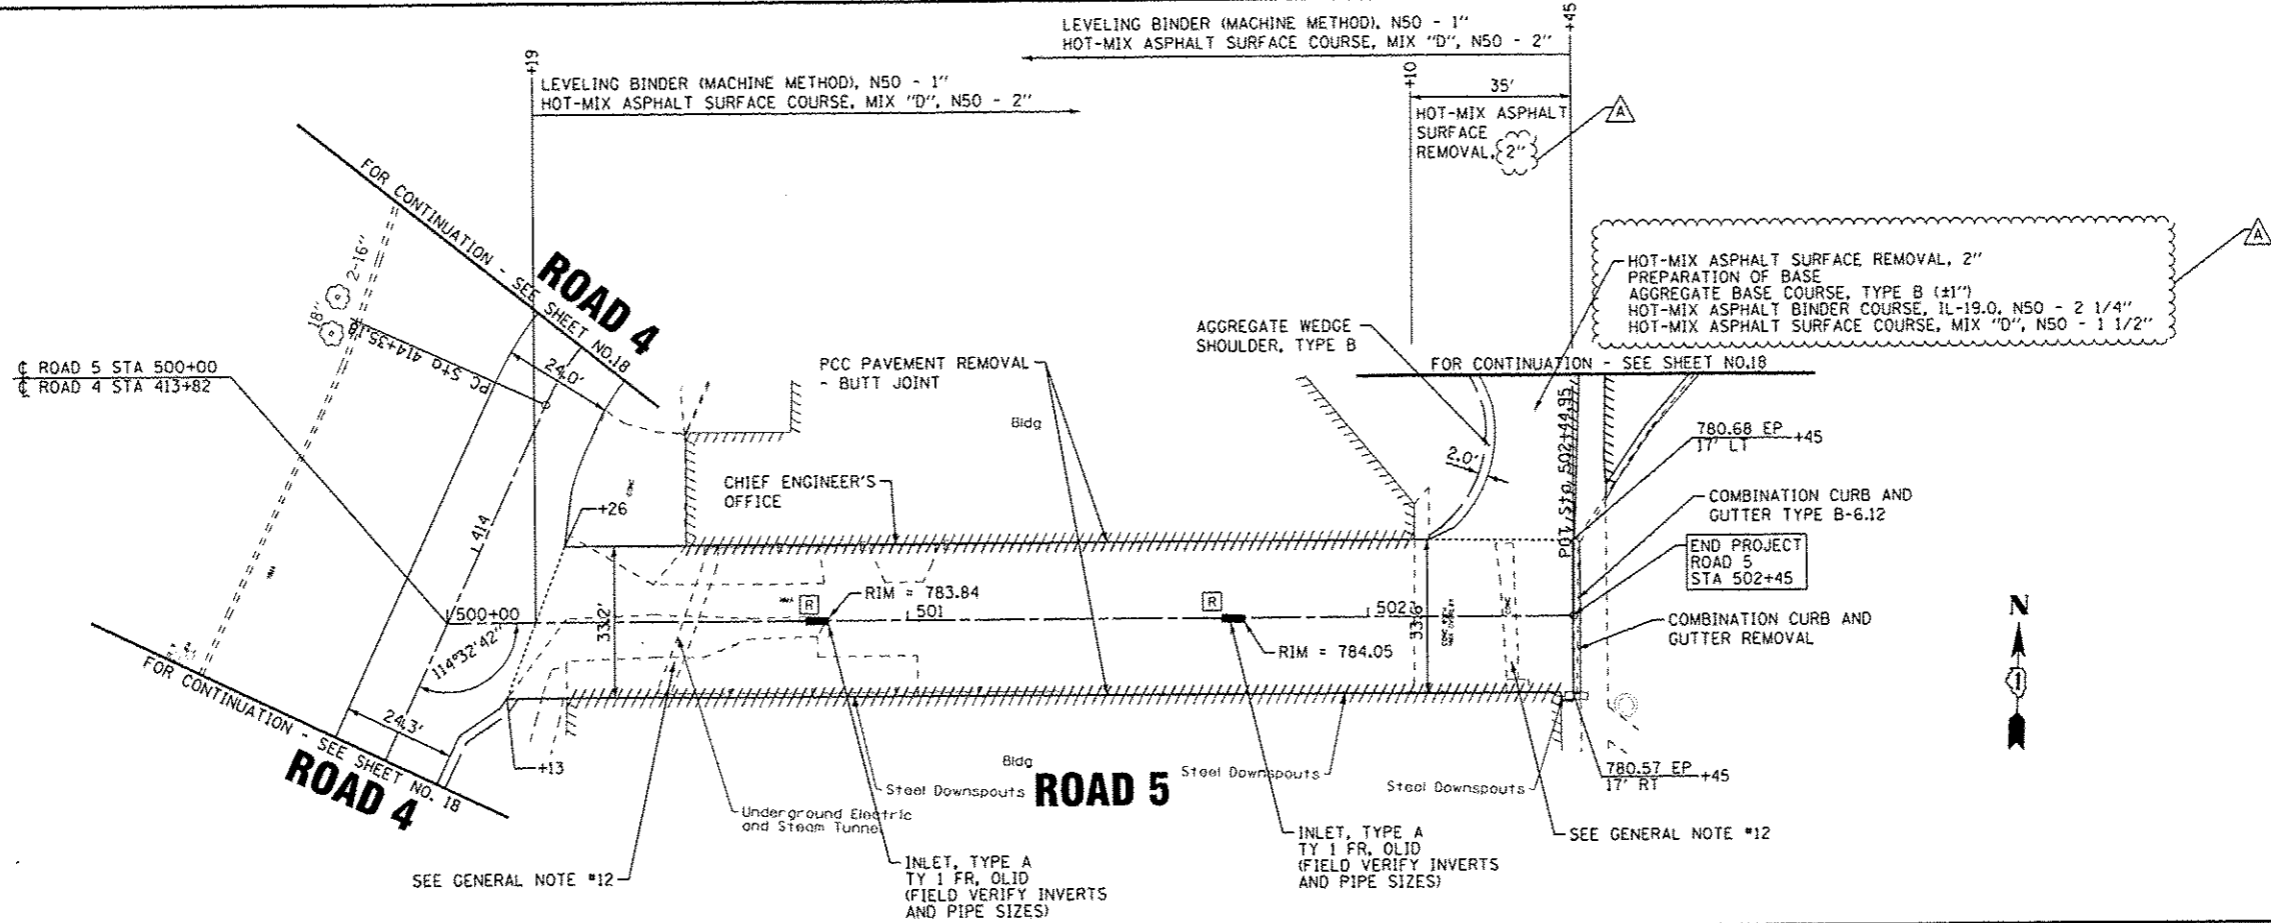 LEVELING BINDER (MACHINE METHOD), N50 - 1"
HOT-MIX ASPHALT SURFACE COURSE, MIX "D", N50 - 2"
+45
+19
LEVELING BINDER (MACHINE METHOD), N50 - 1"
HOT-MIX ASPHALT SURFACE COURSE, MIX "D", N50 - 2"
+10
35'
HOT-MIX ASPHALT
SURFACE
REMOVAL, 2"
A
FOR CONTINUATION - SEE SHEET NO.18
ROAD 4
2-16"
18"
PC Sta 414+35.18
24.0'
℄ ROAD 5 STA 500+00
℄ ROAD 4 STA 413+82
A
HOT-MIX ASPHALT SURFACE REMOVAL, 2"
PREPARATION OF BASE
AGGREGATE BASE COURSE, TYPE B (±1")
HOT-MIX ASPHALT BINDER COURSE, IL-19.0, N50 - 2 1/4"
HOT-MIX ASPHALT SURFACE COURSE, MIX "D", N50 - 1 1/2"
AGGREGATE WEDGE
SHOULDER, TYPE B
FOR CONTINUATION - SEE SHEET NO.18
PCC PAVEMENT REMOVAL
- BUTT JOINT
Bldg
2.0'
POT Sta 502+44.95
780.68 EP
17' LT
+45
CHIEF ENGINEER'S
OFFICE
+26
414
COMBINATION CURB AND
GUTTER TYPE B-6.12
END PROJECT
ROAD 5
STA 502+45
RIM = 783.84
R
R
500+00
501
502
33.2'
33.6'
114°32'42"
RIM = 784.05
COMBINATION CURB AND
GUTTER REMOVAL
N
1
FOR CONTINUATION - SEE SHEET NO. 18
ROAD 4
24.3'
+13
Bldg
ROAD 5
Steel Downspouts
Steel Downspouts
Steel Downspouts
780.57 EP
17' RT
+45
Underground Electric
and Steam Tunnel
SEE GENERAL NOTE #12
INLET, TYPE A
TY 1 FR, OLID
(FIELD VERIFY INVERTS
AND PIPE SIZES)
INLET, TYPE A
TY 1 FR, OLID
(FIELD VERIFY INVERTS
AND PIPE SIZES)
SEE GENERAL NOTE #12